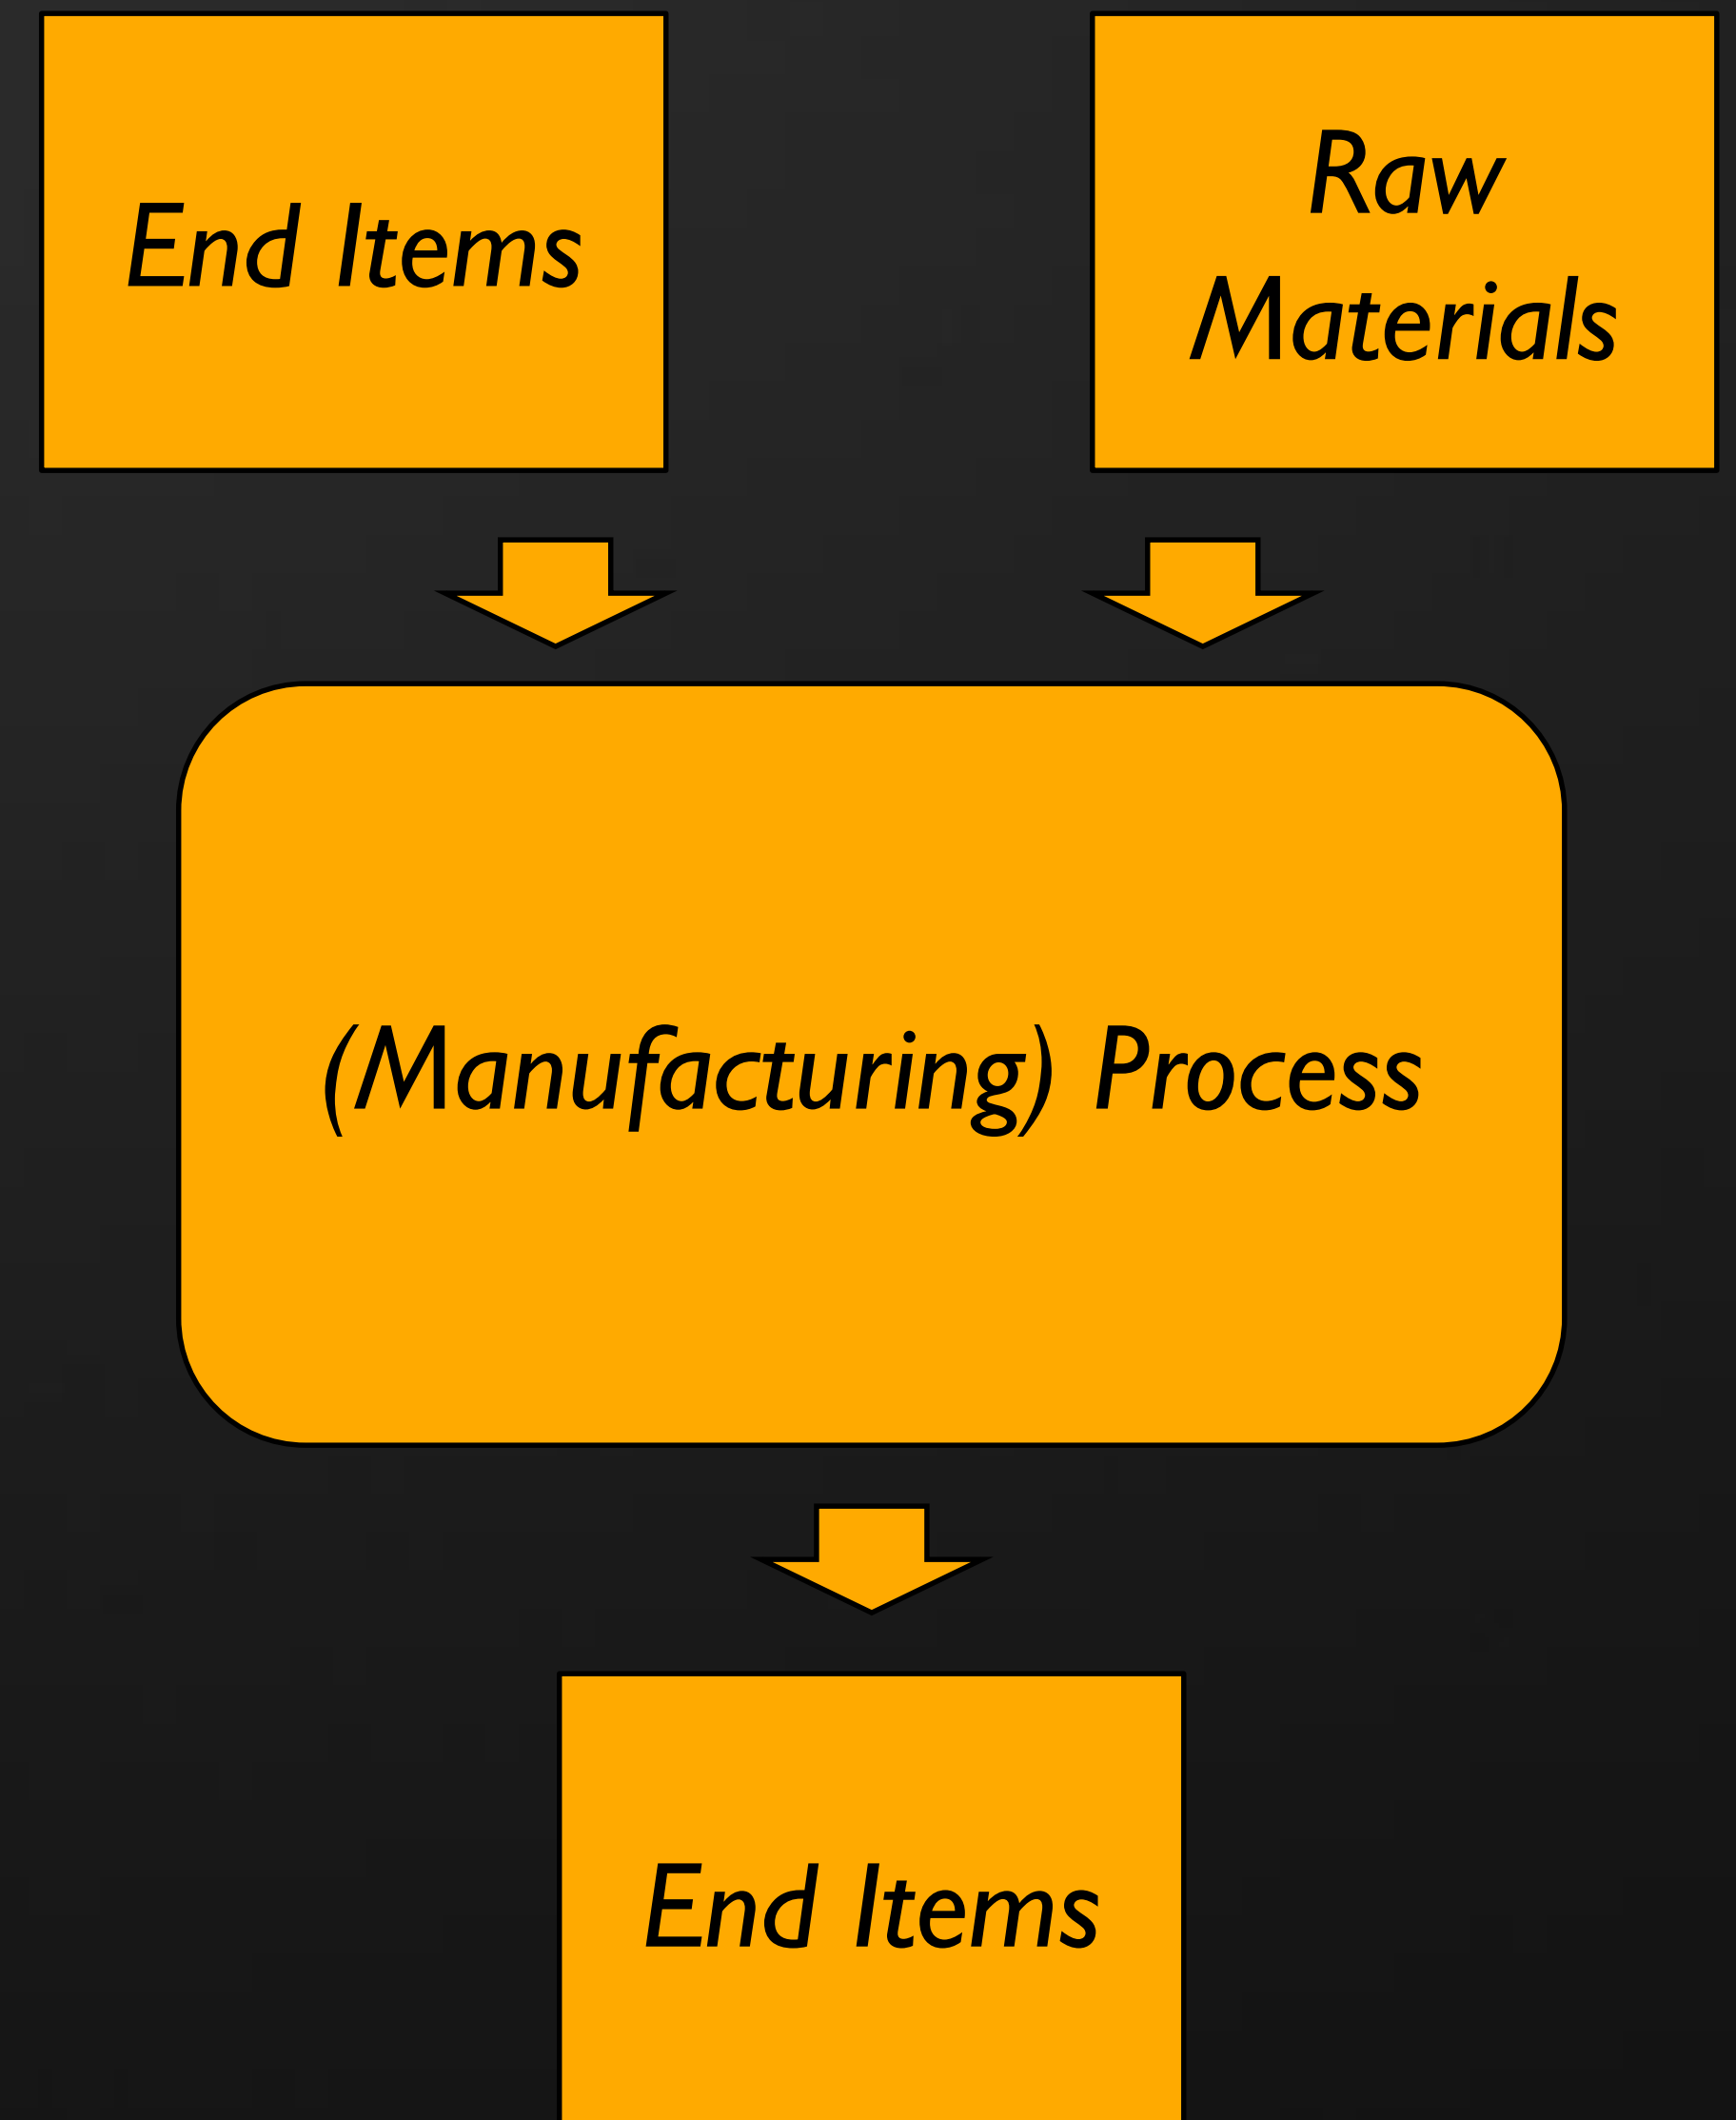 End Items
Raw
Materials
(Manufacturing) Process
End Items